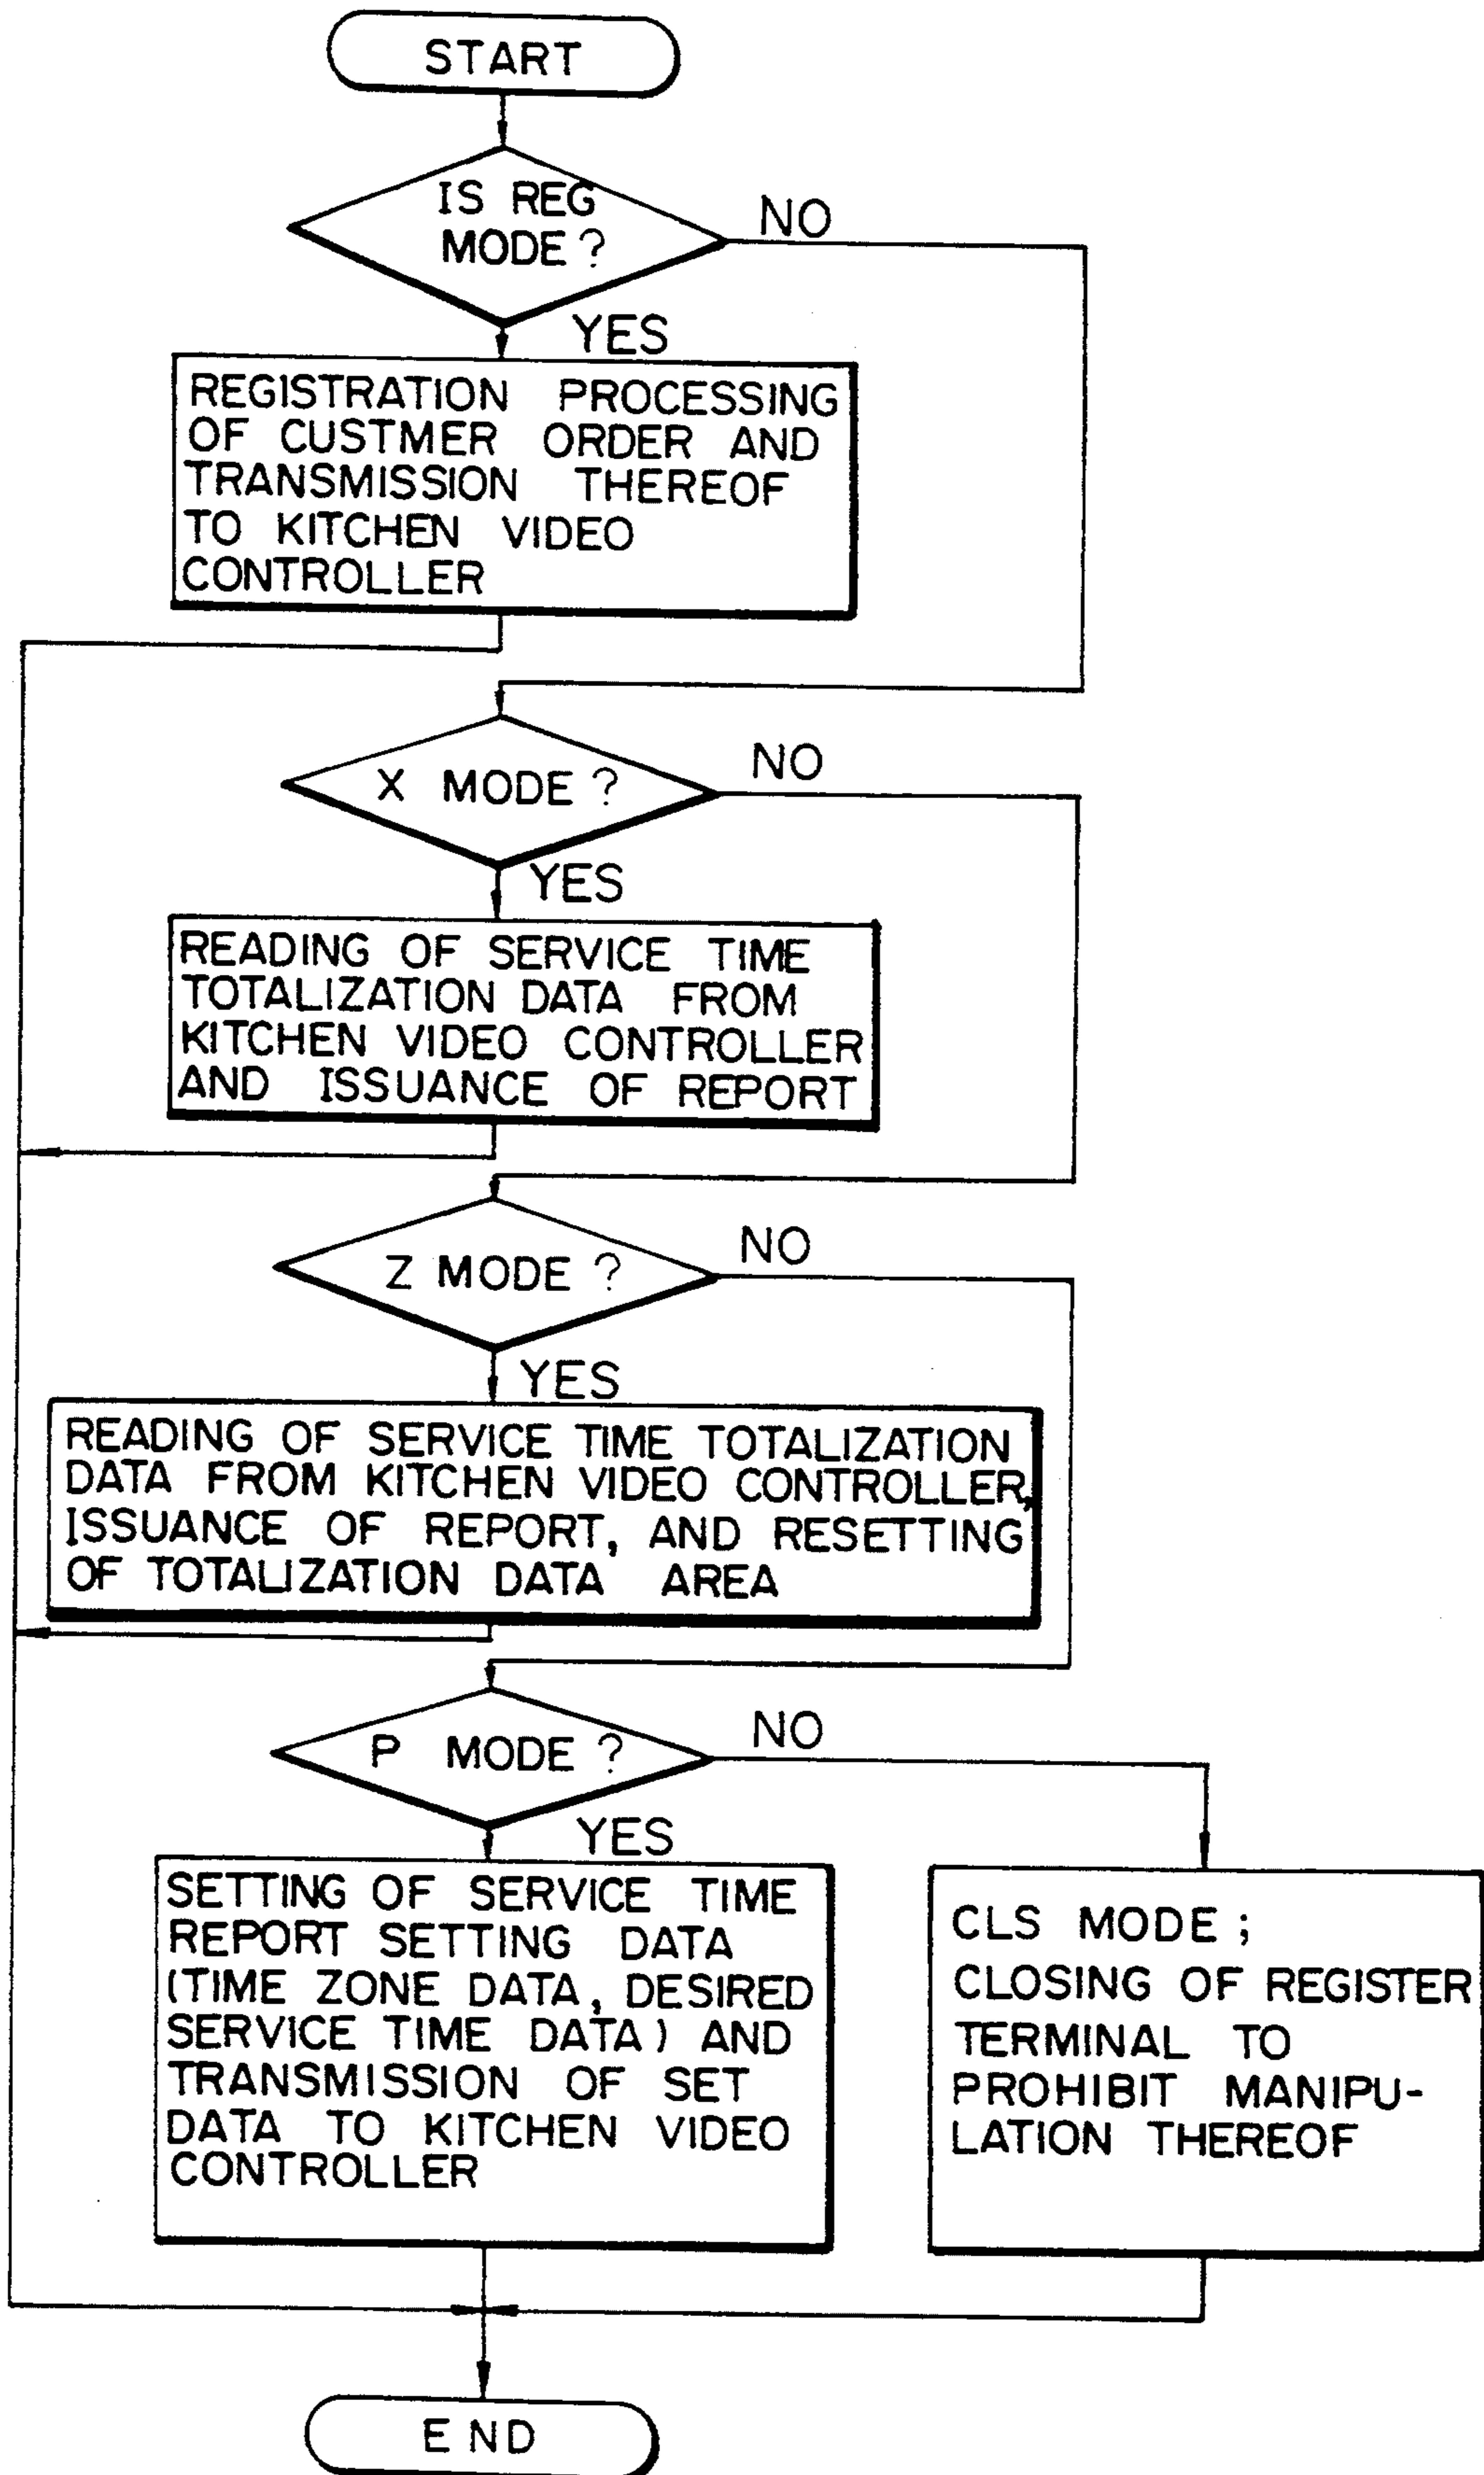 START
IS REG
MODE?
NO
YES
REGISTRATION PROCESSING
OF CUSTMER ORDER AND
TRANSMISSION THEREOF
TO KITCHEN VIDEO
CONTROLLER
X MODE?
NO
YES
READING OF SERVICE TIME
TOTALIZATION DATA FROM
KITCHEN VIDEO CONTROLLER
AND ISSUANCE OF REPORT
Z MODE?
NO
YES
READING OF SERVICE TIME TOTALIZATION
DATA FROM KITCHEN VIDEO CONTROLLER,
ISSUANCE OF REPORT, AND RESETTING
OF TOTALIZATION DATA AREA
P MODE?
NO
YES
SETTING OF SERVICE TIME
REPORT SETTING DATA
(TIME ZONE DATA, DESIRED
SERVICE TIME DATA) AND
TRANSMISSION OF SET
DATA TO KITCHEN VIDEO
CONTROLLER
CLS MODE;
CLOSING OF REGISTER
TERMINAL TO
PROHIBIT MANIPU-
LATION THEREOF
END